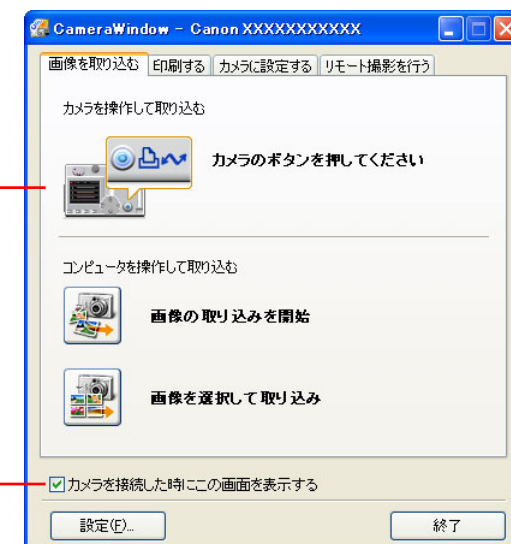 CameraWindow - Canon XXXXXXXXXXX
画像を取り込む 印刷する カメラに設定する リモート撮影を行う
カメラを操作して取り込む
カメラのボタンを押してください
コンピュータを操作して取り込む
画像の取り込みを開始
画像を選択して取り込み
カメラを接続した時にこの画面を表示する
設定(F)... 終了